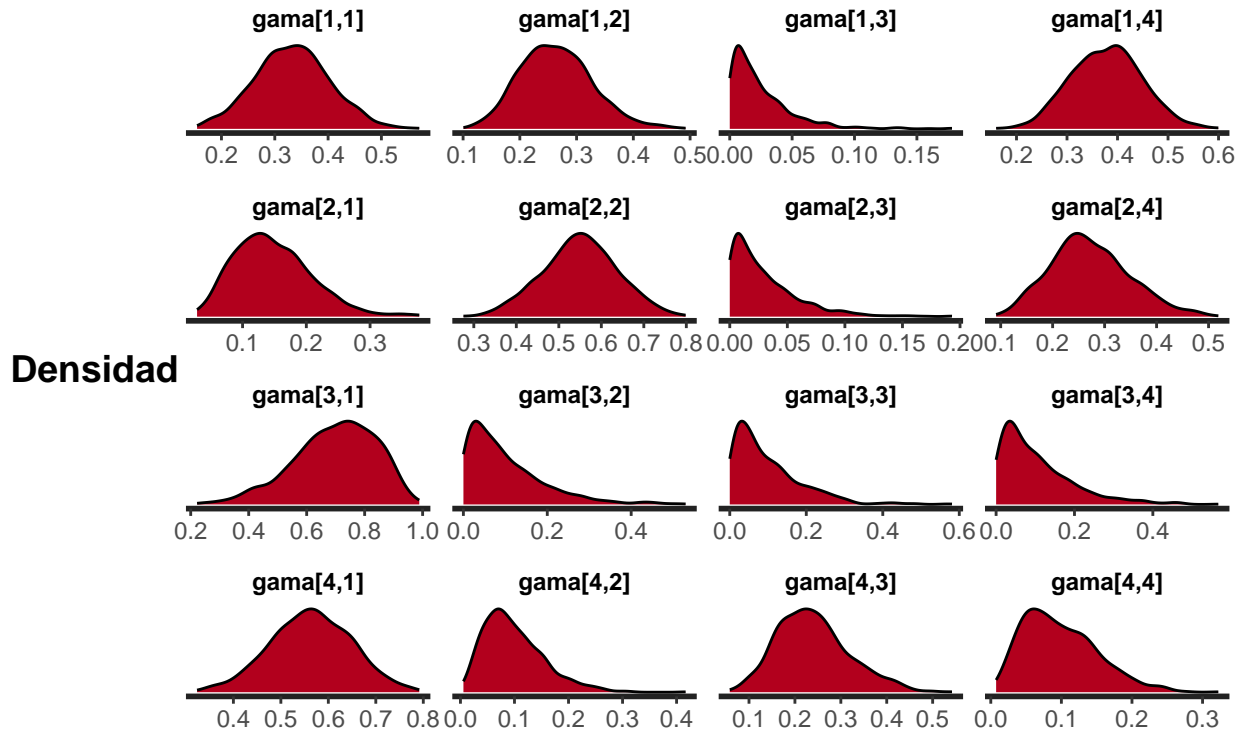 gama[1,1] gama[1,2] gama[1,3] gama[1,4]
0.2 0.3 0.4 0.5 0.1 0.2 0.3 0.4 0.5 0.00 0.05 0.10 0.15 0.2 0.3 0.4 0.5 0.6
gama[2,1] gama[2,2] gama[2,3] gama[2,4]
0.1 0.2 0.3 0.3 0.4 0.5 0.6 0.7 0.8 0.00 0.05 0.10 0.15 0.20 0.1 0.2 0.3 0.4 0.5
Densidad
gama[3,1] gama[3,2] gama[3,3] gama[3,4]
0.2 0.4 0.6 0.8 1.0 0.0 0.2 0.4 0.0 0.2 0.4 0.6 0.0 0.2 0.4
gama[4,1] gama[4,2] gama[4,3] gama[4,4]
0.4 0.5 0.6 0.7 0.8 0.0 0.1 0.2 0.3 0.4 0.1 0.2 0.3 0.4 0.5 0.0 0.1 0.2 0.3